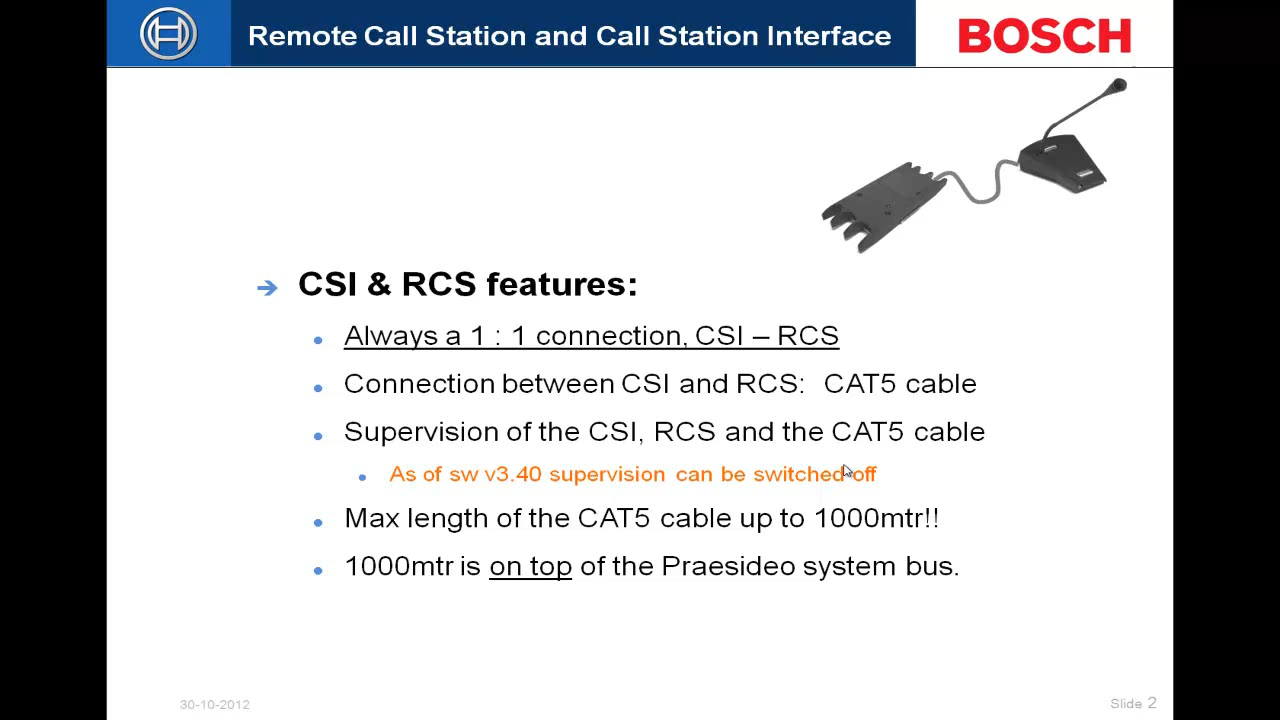 Remote Call Station and Call Station Interface
BOSCH
CSI & RCS features:
Always a 1 : 1 connection, CSI – RCS
Connection between CSI and RCS: CAT5 cable
Supervision of the CSI, RCS and the CAT5 cable
As of sw v3.40 supervision can be switched off
Max length of the CAT5 cable up to 1000mtr!!
1000mtr is on top of the Praesideo system bus.
30-10-2012
Slide 2